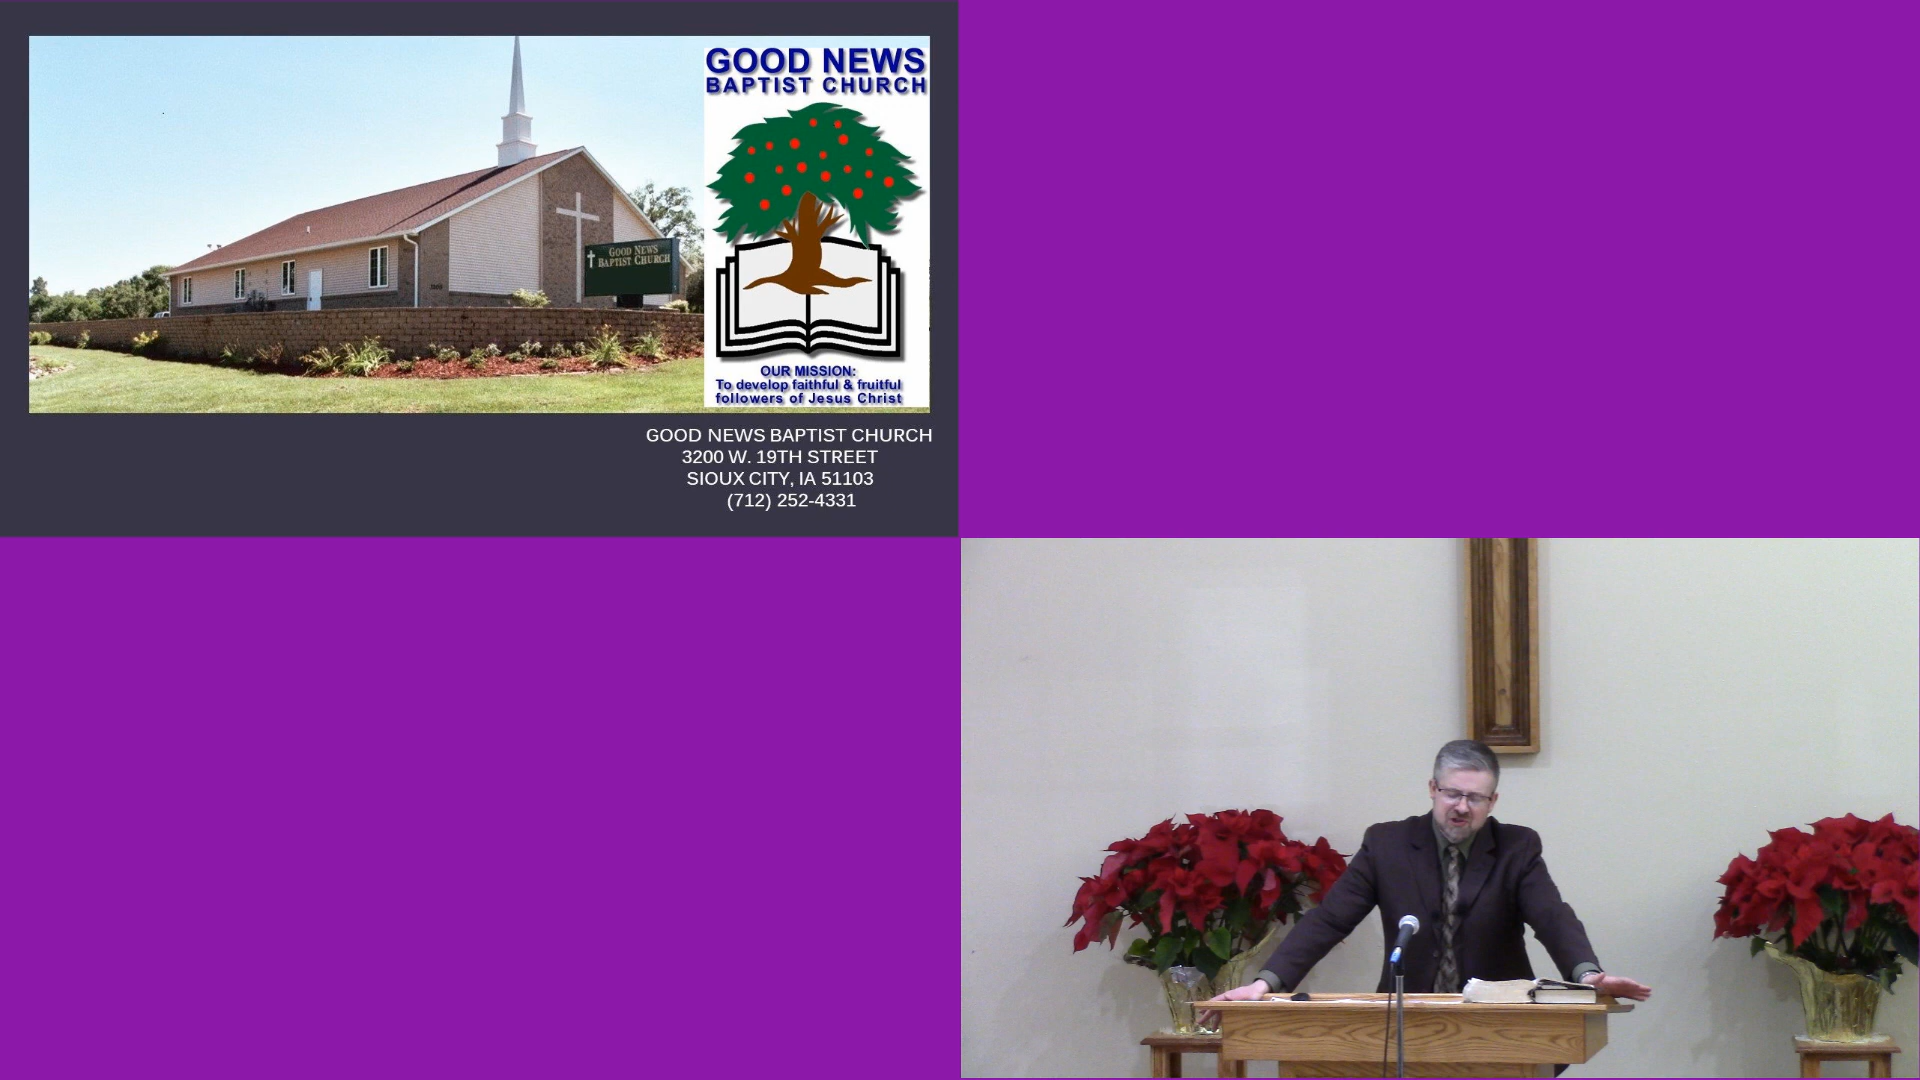 GOOD NEWS
BAPTIST CHURCH
GOOD NEWS
BAPTIST CHURCH
OUR MISSION:
To develop faithful & fruitful
followers of Jesus Christ
GOOD NEWS BAPTIST CHURCH
3200 W. 19TH STREET
SIOUX CITY, IA 51103
(712) 252-4331